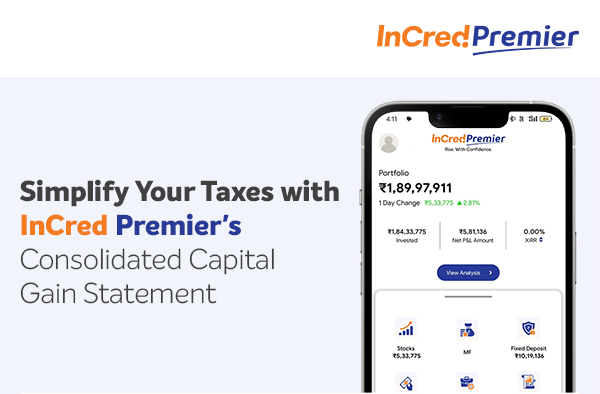 InCred Premier
Simplify Your Taxes with
InCred Premier's
Consolidated Capital
Gain Statement
4:11
InCred Premier
Rise. With Confidence.
Portfolio
₹1,89,97,911
1 Day Change ₹5,33,775 ▲ 2.81%
₹1,84,33,775 ₹5,81,136 0.00%
Invested Net P&L Amount XIRR
View Analysis
Stocks MF Fixed Deposit
₹5,33,775 ₹10,19,136